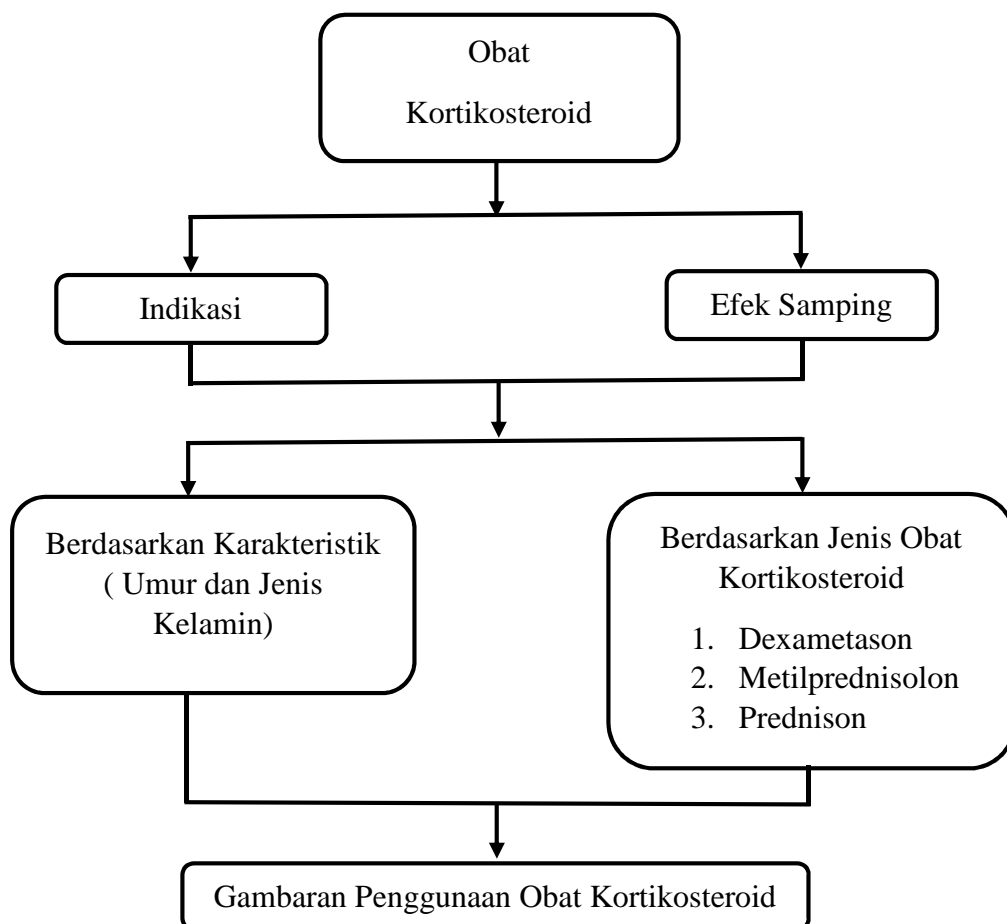 Obat
Kortikosteroid
Indikasi
Efek Samping
Berdasarkan Karakteristik
( Umur dan Jenis
Kelamin)
Berdasarkan Jenis Obat
Kortikosteroid
1. Dexametason
2. Metilprednisolon
3. Prednison
Gambaran Penggunaan Obat Kortikosteroid